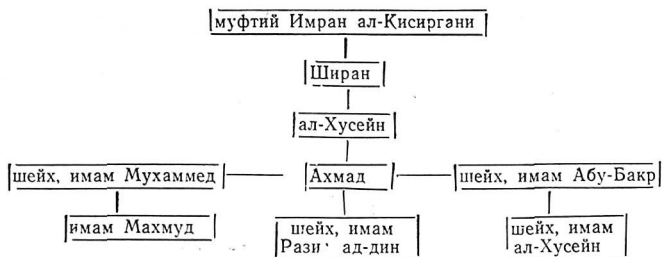 муфтий Имран ал-Кисиргани
Ширан
ал-Хусейн
шейх, имам Мухаммед
Ахмад
шейх, имам Абу-Бакр
имам Махмуд
шейх, имам
Рази ад-дин
шейх, имам
ал-Хусейн